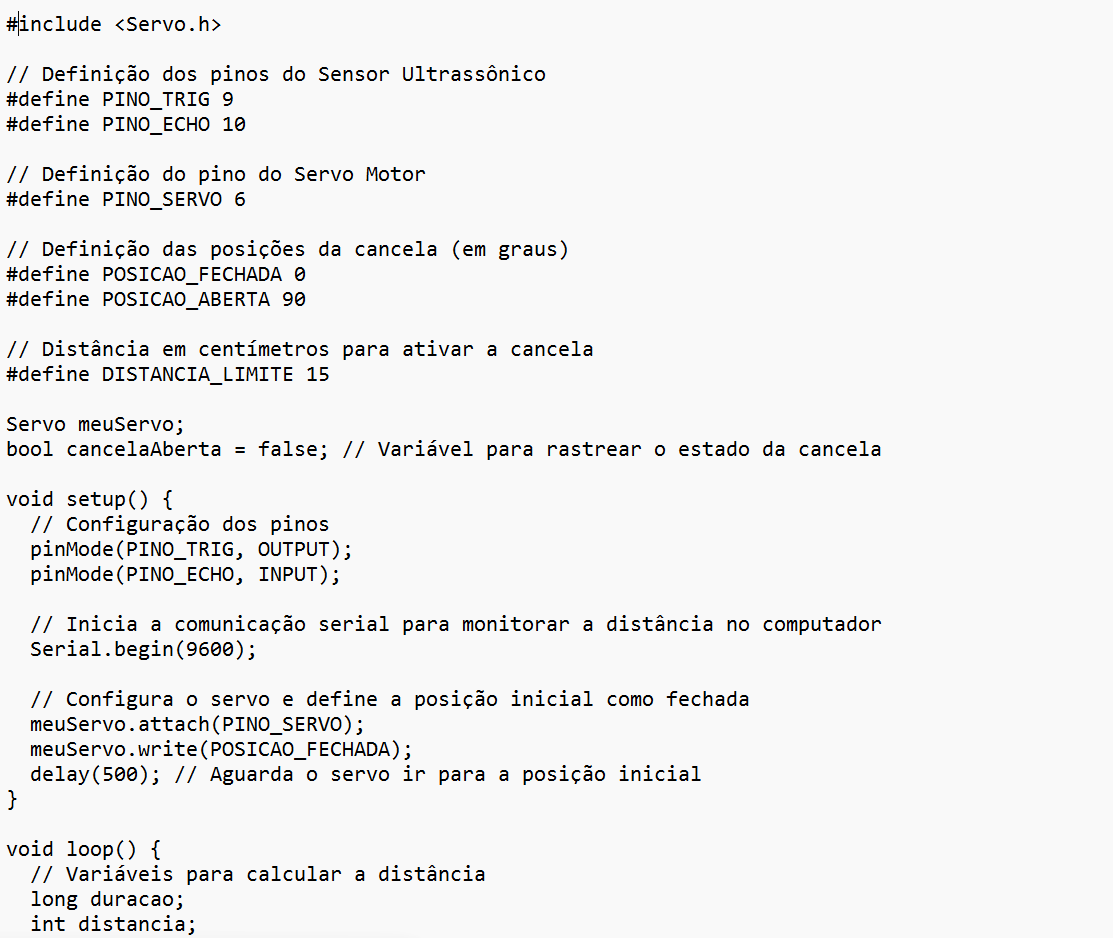 #include <Servo.h>

// Definição dos pinos do Sensor Ultrassônico
#define PINO_TRIG 9
#define PINO_ECHO 10

// Definição do pino do Servo Motor
#define PINO_SERVO 6

// Definição das posições da cancela (em graus)
#define POSICAO_FECHADA 0
#define POSICAO_ABERTA 90

// Distância em centímetros para ativar a cancela
#define DISTANCIA_LIMITE 15

Servo meuServo;
bool cancelaAberta = false; // Variável para rastrear o estado da cancela

void setup() {
  // Configuração dos pinos
  pinMode(PINO_TRIG, OUTPUT);
  pinMode(PINO_ECHO, INPUT);

  // Inicia a comunicação serial para monitorar a distância no computador
  Serial.begin(9600);

  // Configura o servo e define a posição inicial como fechada
  meuServo.attach(PINO_SERVO);
  meuServo.write(POSICAO_FECHADA);
  delay(500); // Aguarda o servo ir para a posição inicial
}

void loop() {
  // Variáveis para calcular a distância
  long duracao;
  int distancia;